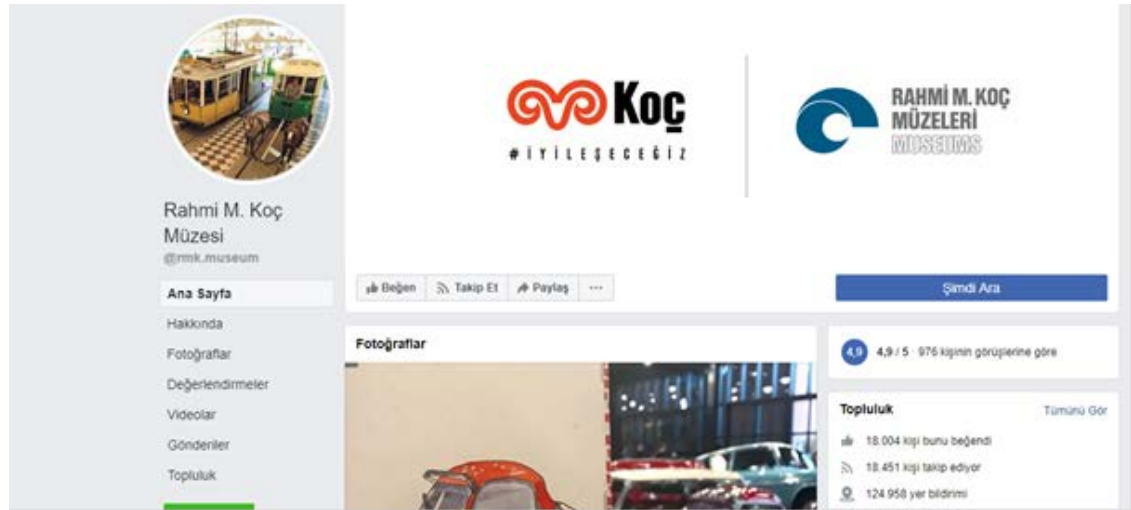 Koç
#İYİLEŞECEĞİZ
RAHMİ M. KOÇ
MÜZELERİ
MUSEUMS
Rahmi M. Koç
Müzesi
@rmk.museum
Ana Sayfa
Hakkında
Fotoğraflar
Değerlendirmeler
Videolar
Gönderiler
Topluluk
Beğen
Takip Et
Paylaş
...
Şimdi Ara
Fotoğraflar
4,9
4,9 / 5 · 976 kişinin görüşlerine göre
Topluluk
Tümünü Gör
18.004 kişi bunu beğendi
18.451 kişi takip ediyor
124.958 yer bildirimi